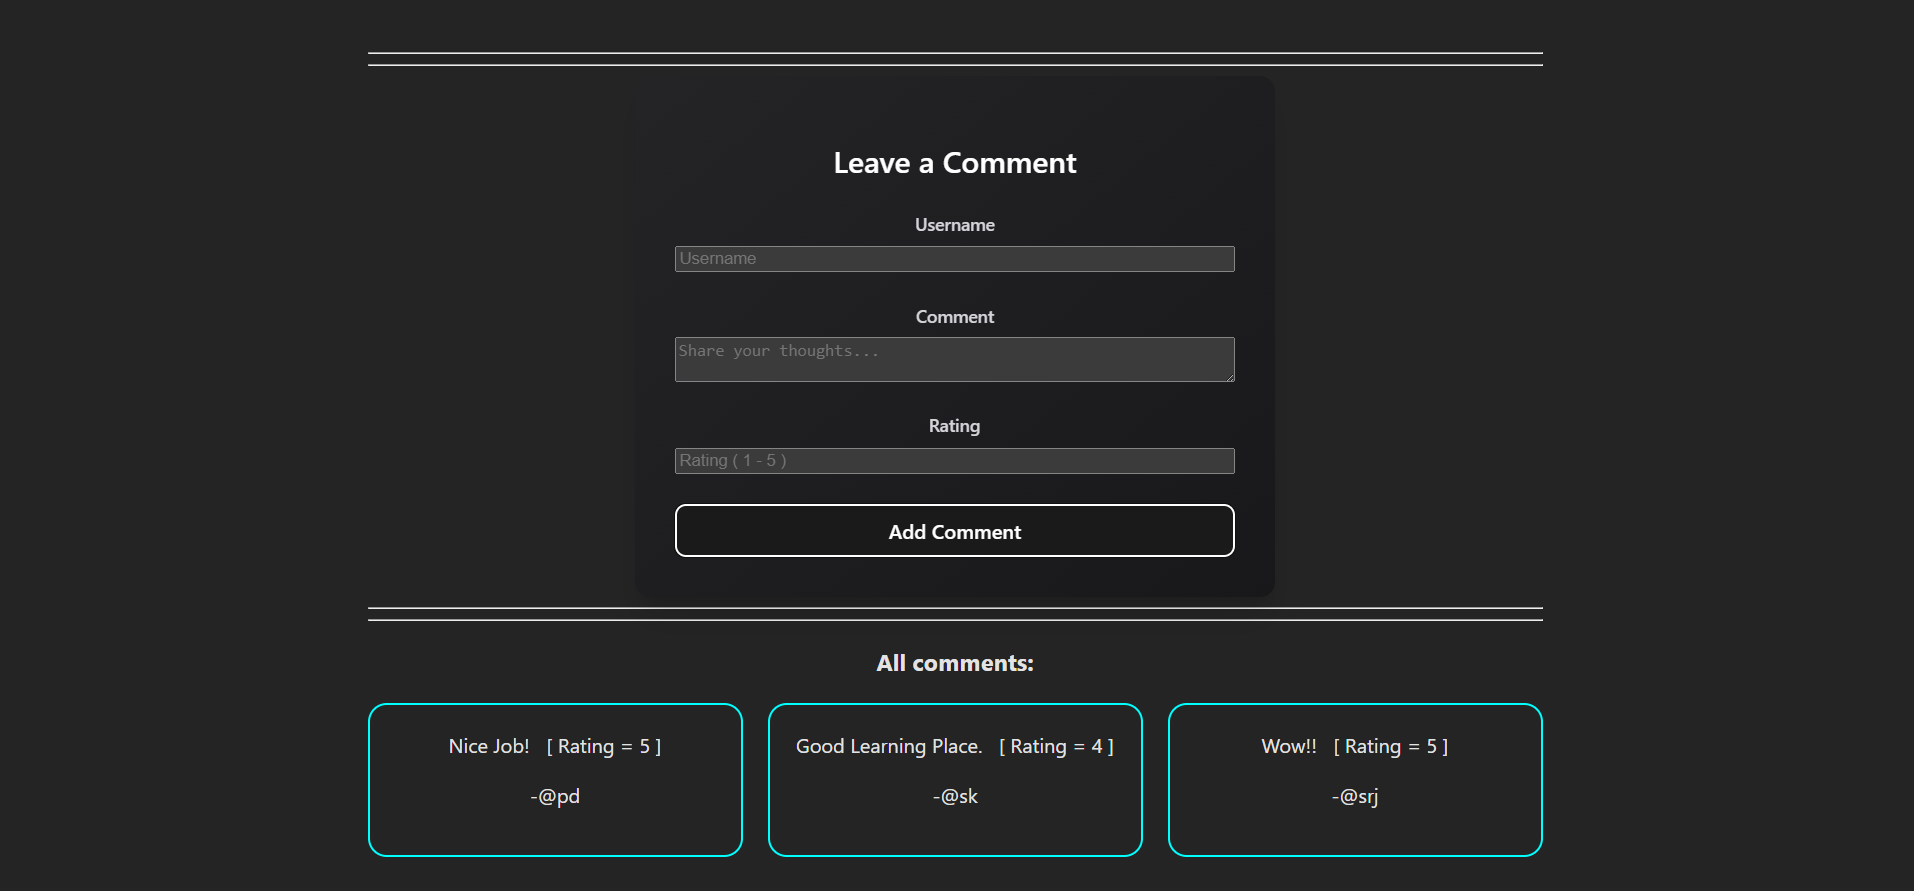 Leave a Comment
Username
Username
Comment
Share your thoughts...
Rating
Rating ( 1 - 5 )
Add Comment
All comments:
Nice Job! [ Rating = 5 ]
-@pd
Good Learning Place. [ Rating = 4 ]
-@sk
Wow!! [ Rating = 5 ]
-@srj